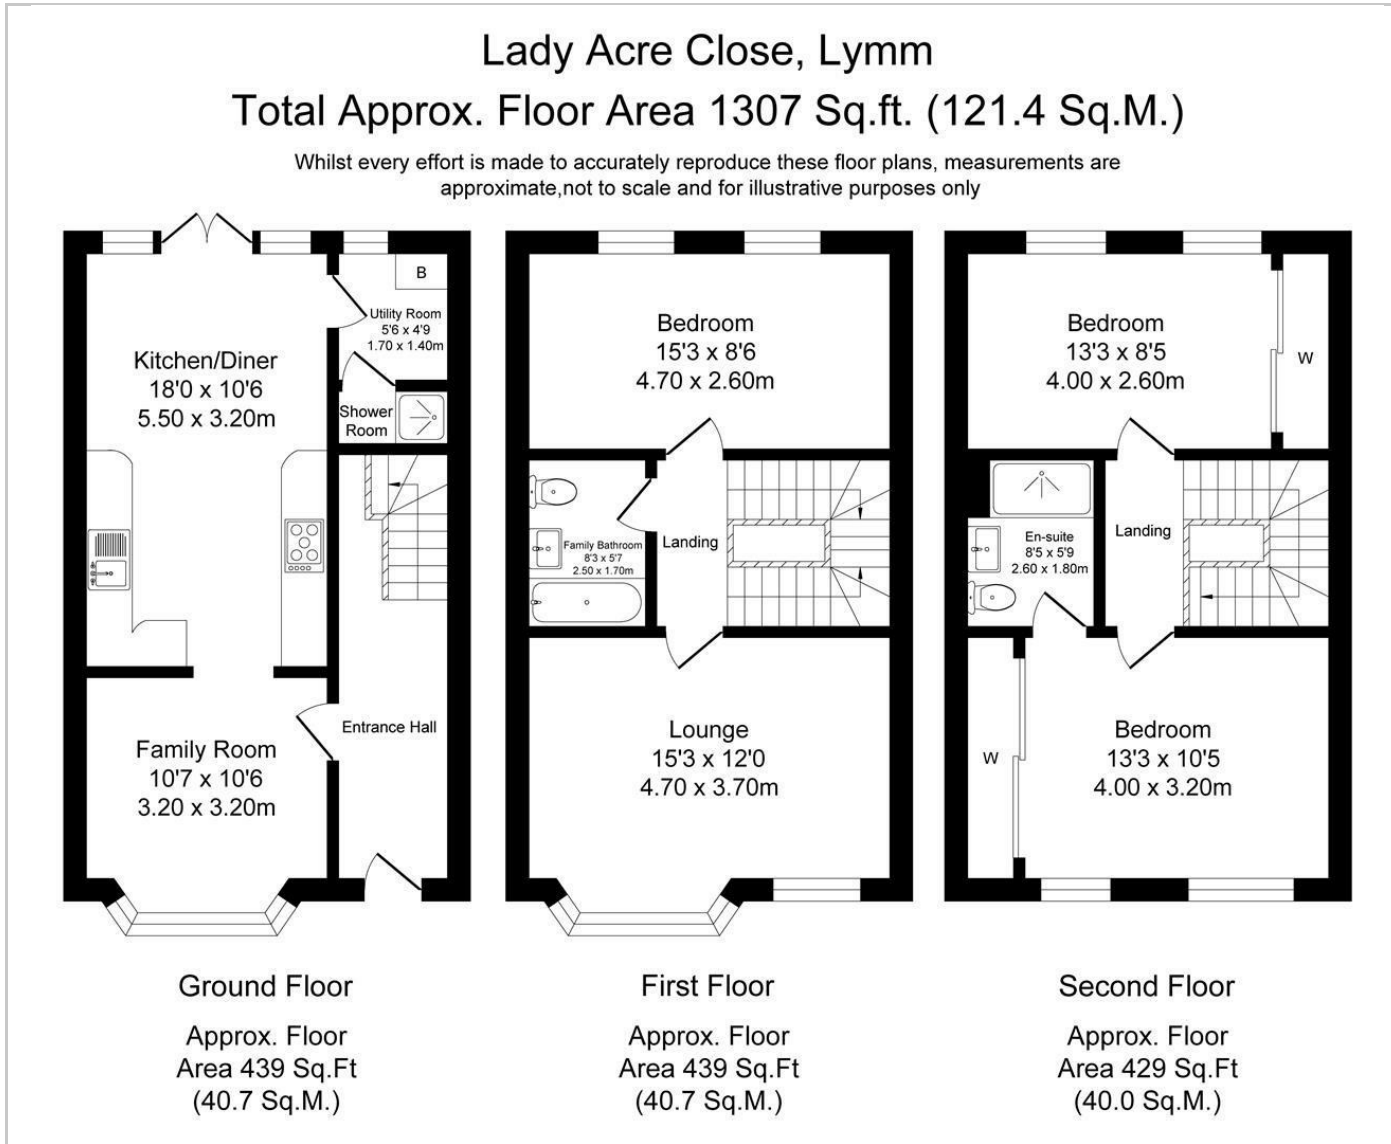 Lady Acre Close, Lymm
Total Approx. Floor Area 1307 Sq.ft. (121.4 Sq.M.)
Whilst every effort is made to accurately reproduce these floor plans, measurements are
approximate,not to scale and for illustrative purposes only
B
Utility Room
5'6 x 4'9
1.70 x 1.40m
Kitchen/Diner
18'0 x 10'6
5.50 x 3.20m
Shower
Room
Entrance Hall
Family Room
10'7 x 10'6
3.20 x 3.20m
Ground Floor
Approx. Floor
Area 439 Sq.Ft
(40.7 Sq.M.)
Bedroom
15'3 x 8'6
4.70 x 2.60m
Family Bathroom
8'3 x 5'7
2.50 x 1.70m
Landing
Lounge
15'3 x 12'0
4.70 x 3.70m
First Floor
Approx. Floor
Area 439 Sq.Ft
(40.7 Sq.M.)
Bedroom
13'3 x 8'5
4.00 x 2.60m
W
En-suite
8'5 x 5'9
2.60 x 1.80m
Landing
W
Bedroom
13'3 x 10'5
4.00 x 3.20m
Second Floor
Approx. Floor
Area 429 Sq.Ft
(40.0 Sq.M.)